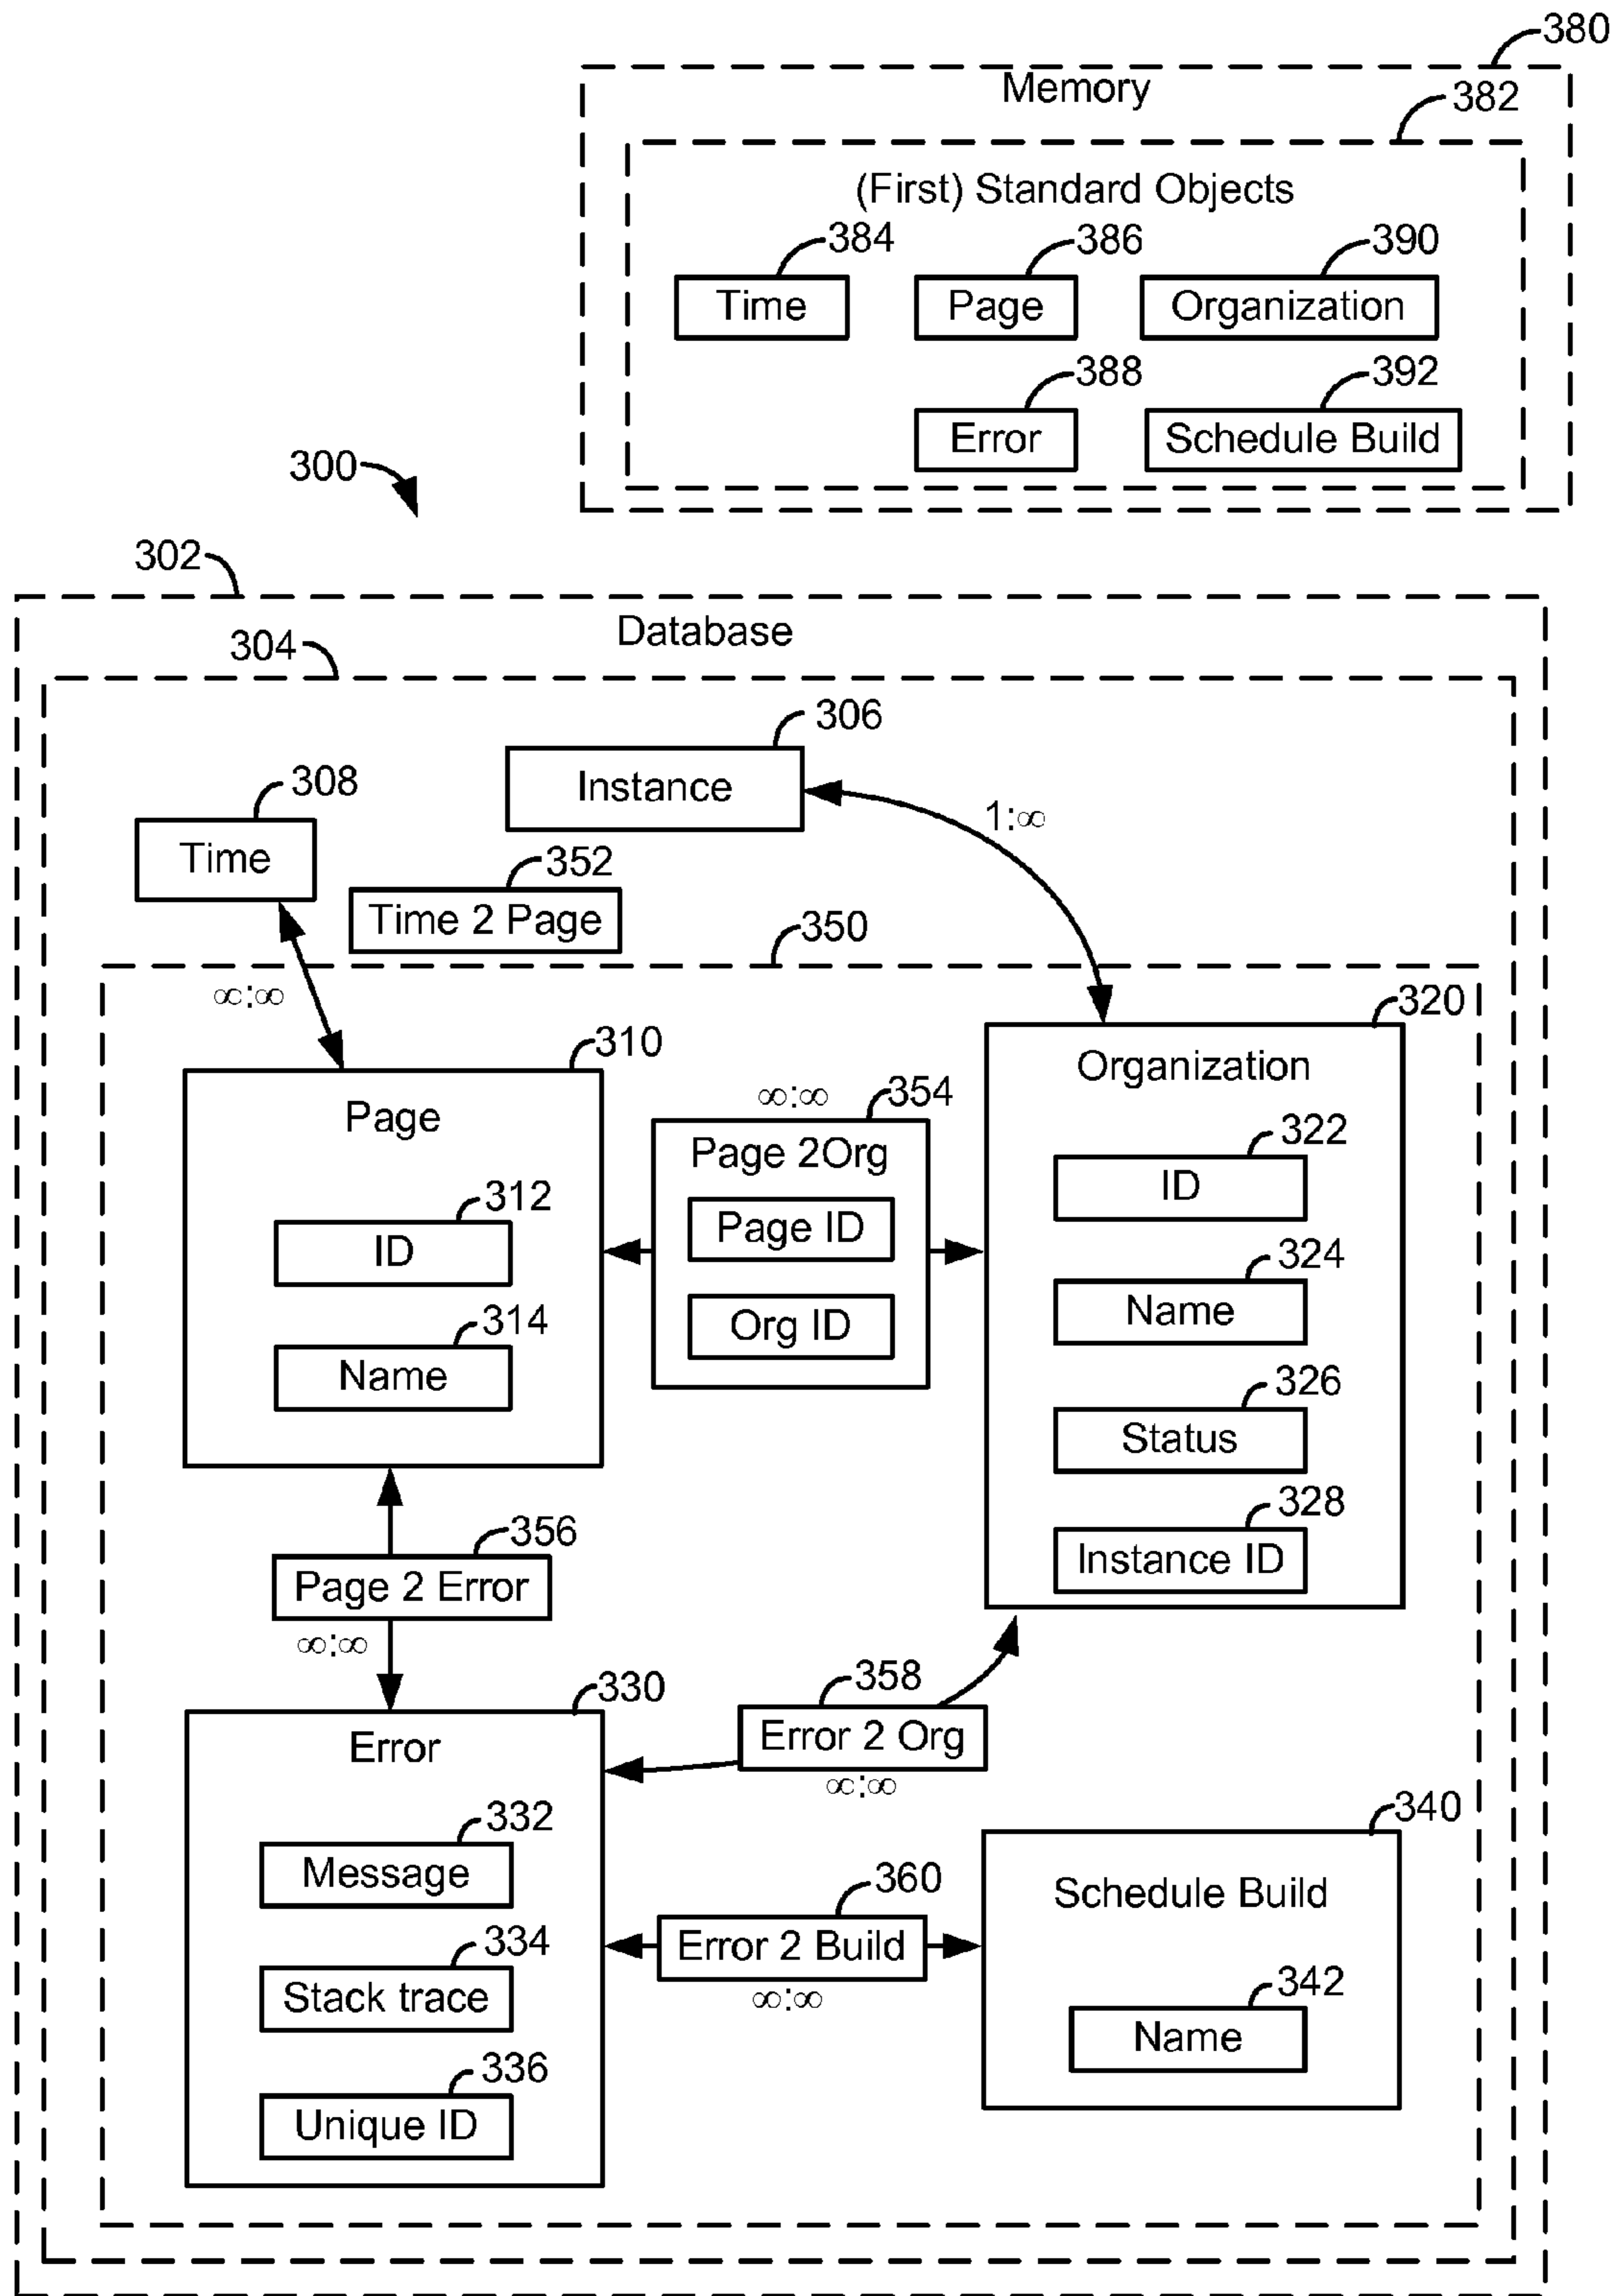 380
Memory
382
(First) Standard Objects
384
386
390
Time
Page
Organization
388
392
Error
Schedule Build
300
302
Database
304
306
Instance
308
Time
1:∞
352
Time 2 Page
350
∞:∞
320
Organization
310
Page
∞:∞
354
Page 2Org
322
ID
312
ID
Page ID
324
Name
314
Name
Org ID
326
Status
328
Instance ID
356
Page 2 Error
∞:∞
330
Error
358
Error 2 Org
∞:∞
332
Message
340
Schedule Build
360
Error 2 Build
∞:∞
334
Stack trace
342
Name
336
Unique ID